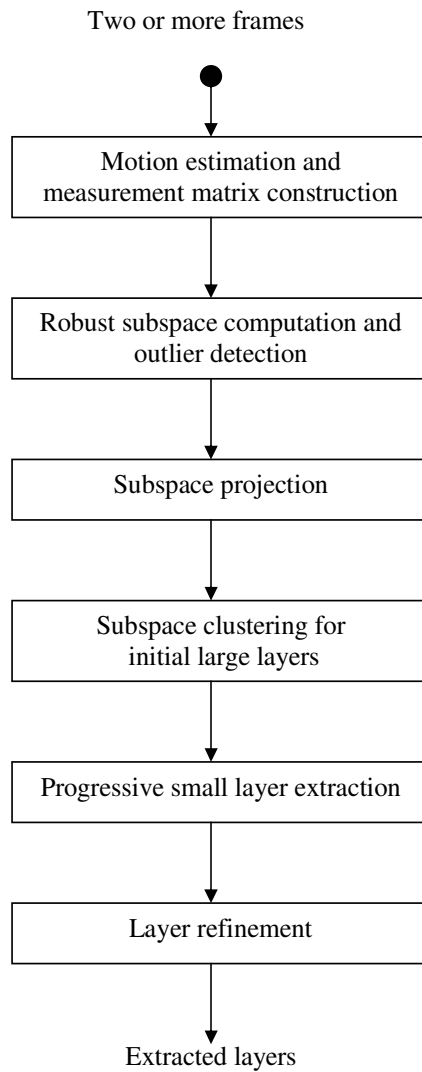 Two or more frames
Motion estimation and
measurement matrix construction
Robust subspace computation and
outlier detection
Subspace projection
Subspace clustering for
initial large layers
Progressive small layer extraction
Layer refinement
Extracted layers